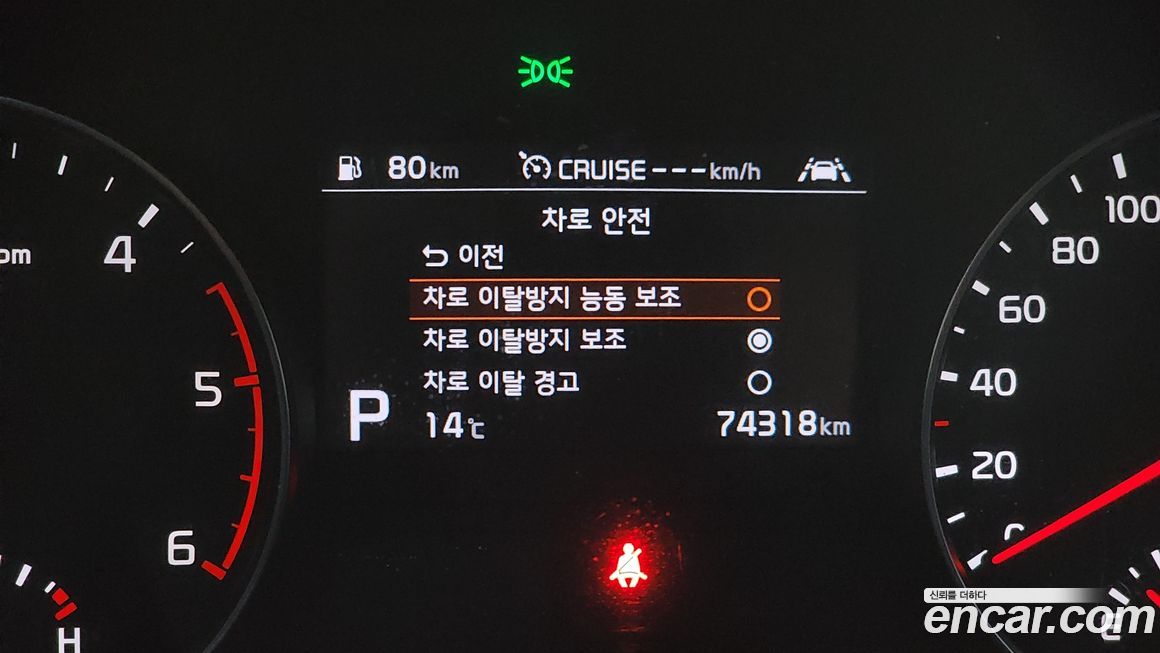 80km CRUISE---km/h
차로 안전
이전
차로 이탈방지 능동 보조
차로 이탈방지 보조
차로 이탈 경고
P 14℃ 74318km
4
5
6
H
100
80
60
40
20
0
신뢰를 더하다
encar.com